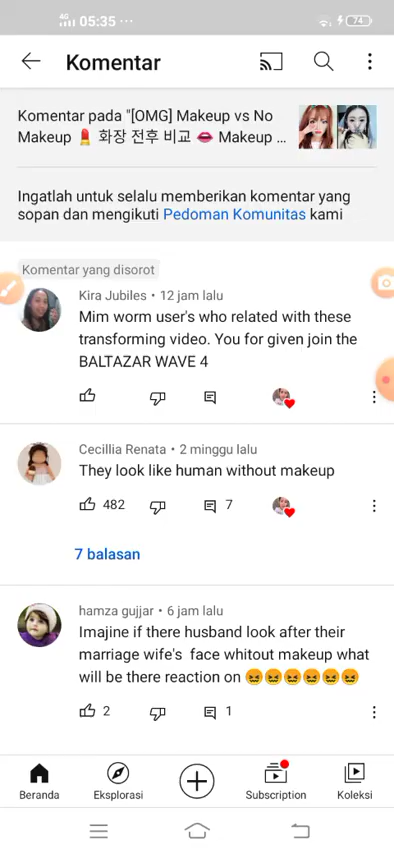 4G 05:35 ··· 74
Komentar
Komentar pada "[OMG] Makeup vs No
Makeup 💄 화장 전후 비교 👄 Makeup ...
Ingatlah untuk selalu memberikan komentar yang
sopan dan mengikuti Pedoman Komunitas kami
Komentar yang disorot
Kira Jubiles • 12 jam lalu
Mim worm user's who related with these
transforming video. You for given join the
BALTAZAR WAVE 4
Cecillia Renata • 2 minggu lalu
They look like human without makeup
482 7
7 balasan
hamza gujjar • 6 jam lalu
Imajine if there husband look after their
marriage wife's face whitout makeup what
will be there reaction on 😖😖😖😖😖😖
2 1
Beranda Eksplorasi Subscription Koleksi